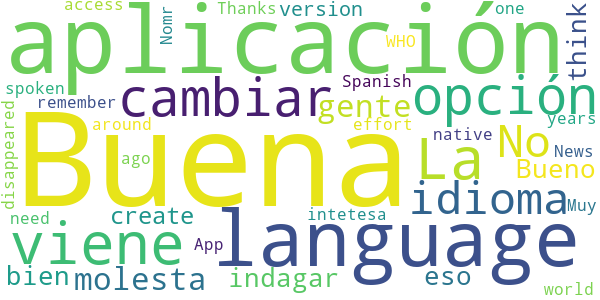 access Thanks version one
aplicación Nomr WHO think
spoken cambiar Spanish gente opción
disappeared remember around effort native years
Buena ago La No News Bueno
need create intetesa idioma Muy
viene App language
bien molesta indagar eso world